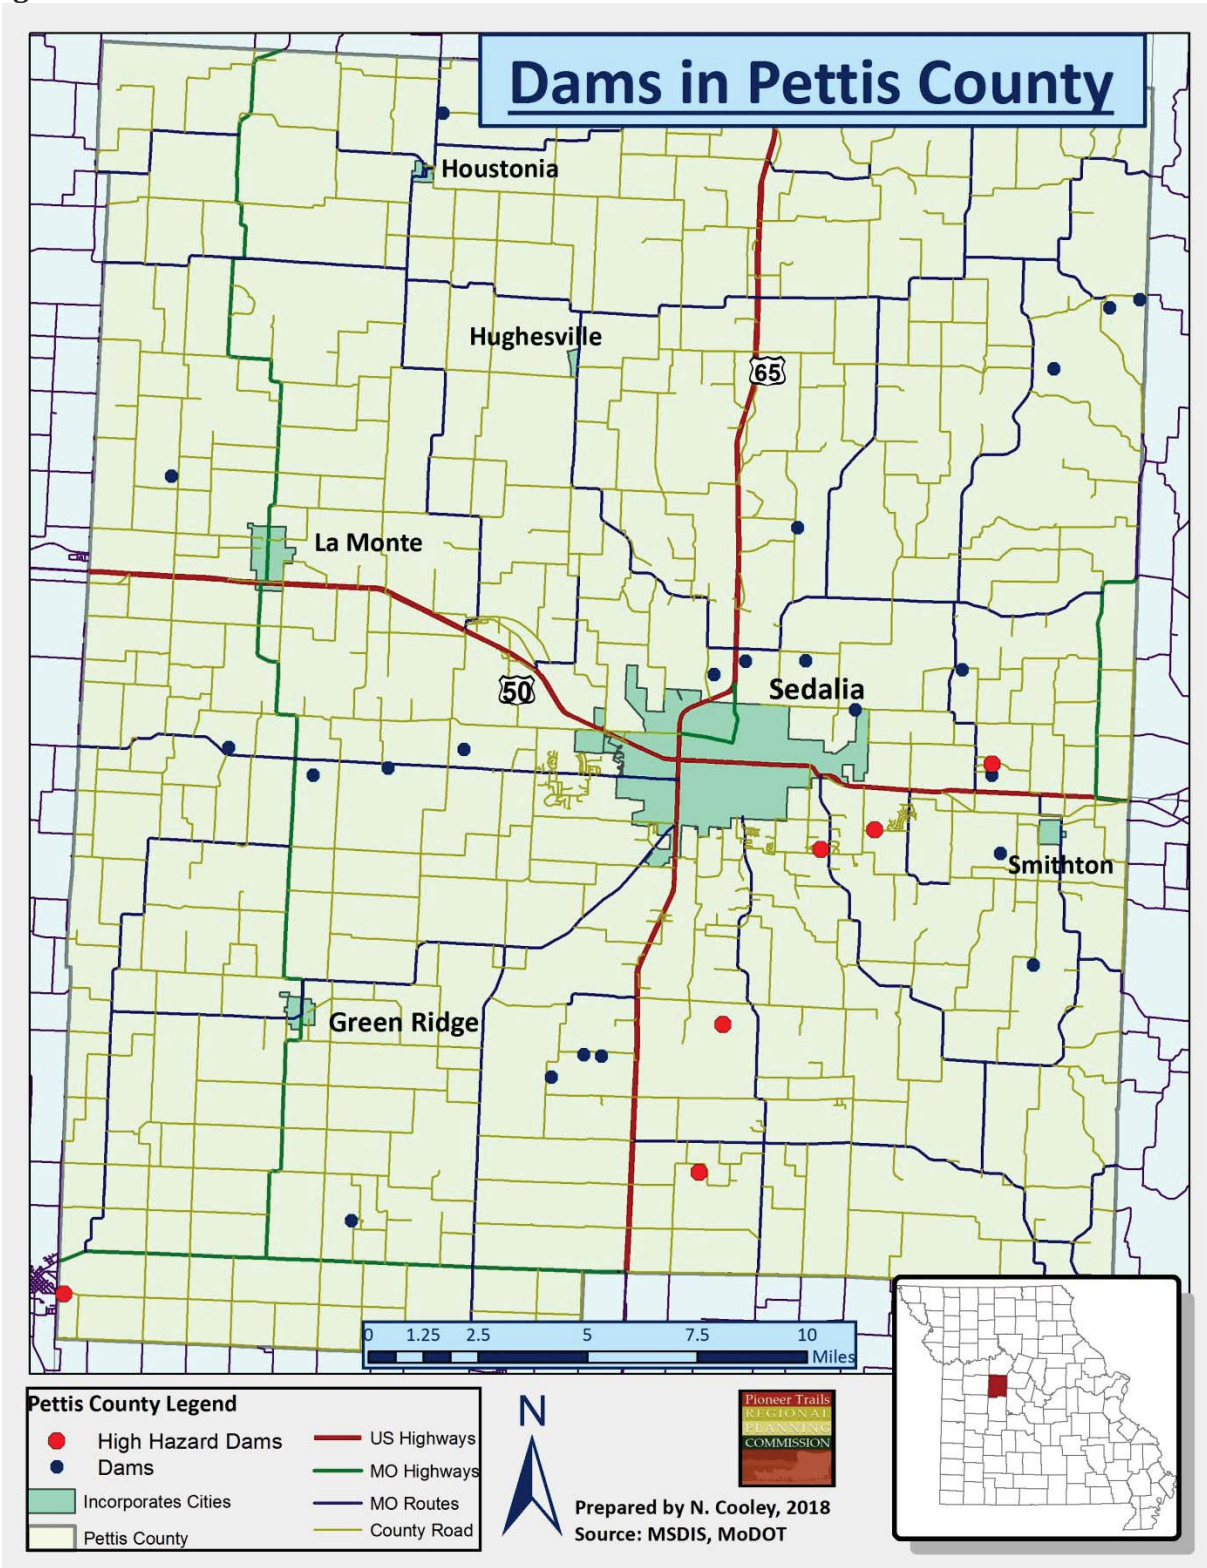 Dams in Pettis County
Houstonia
Hughesville
65
La Monte
50
Sedalia
Smithton
Green Ridge
0 1.25 2.5 5 7.5 10
Miles
Pettis County Legend
High Hazard Dams
Dams
Incorporates Cities
Pettis County
US Highways
MO Highways
MO Routes
County Road
N
Pioneer Trails
REGIONAL
PLANNING
COMMISSION
Prepared by N. Cooley, 2018
Source: MSDIS, MoDOT